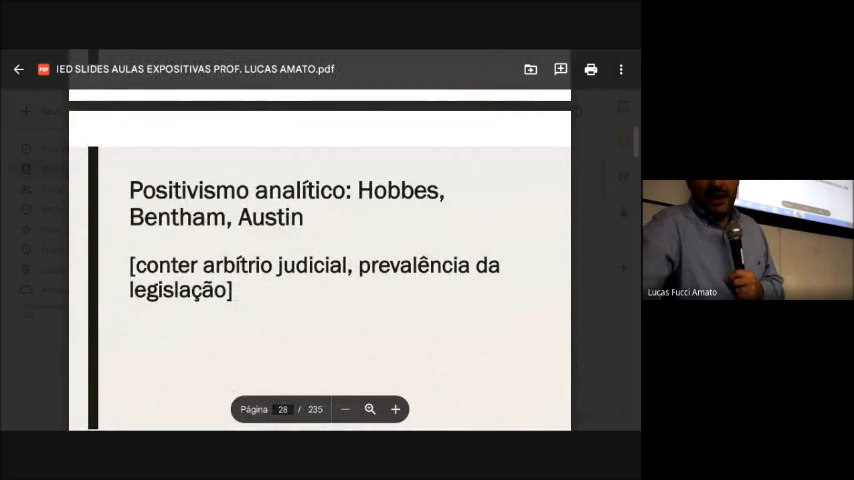 IED SLIDES AULAS EXPOSITIVAS PROF. LUCAS AMATO.pdf
Positivismo analítico: Hobbes,
Bentham, Austin
[conter arbítrio judicial, prevalência da
legislação]
Página 28 / 235
Lucas Fucci Amato